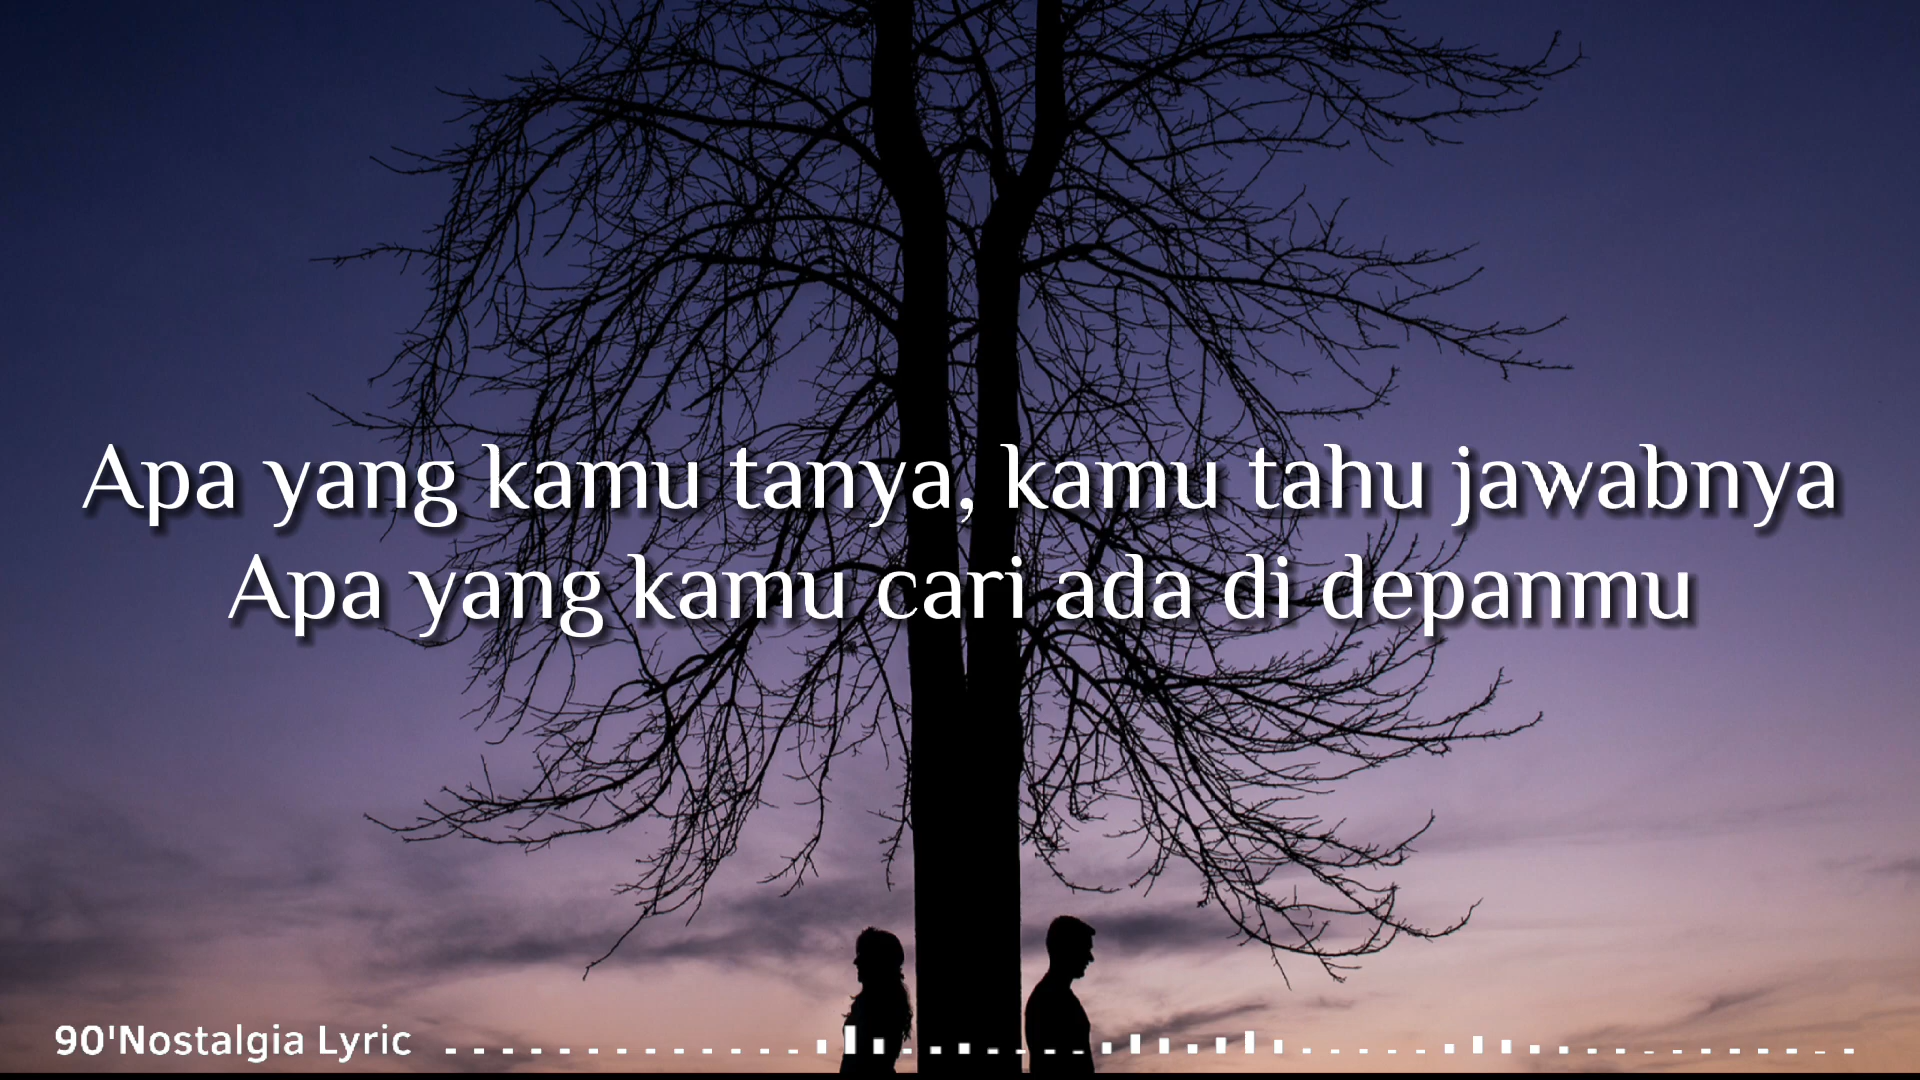 Apa yang kamu tanya, kamu tahu jawabnya
Apa yang kamu cari ada di depanmu
90'Nostalgia Lyric